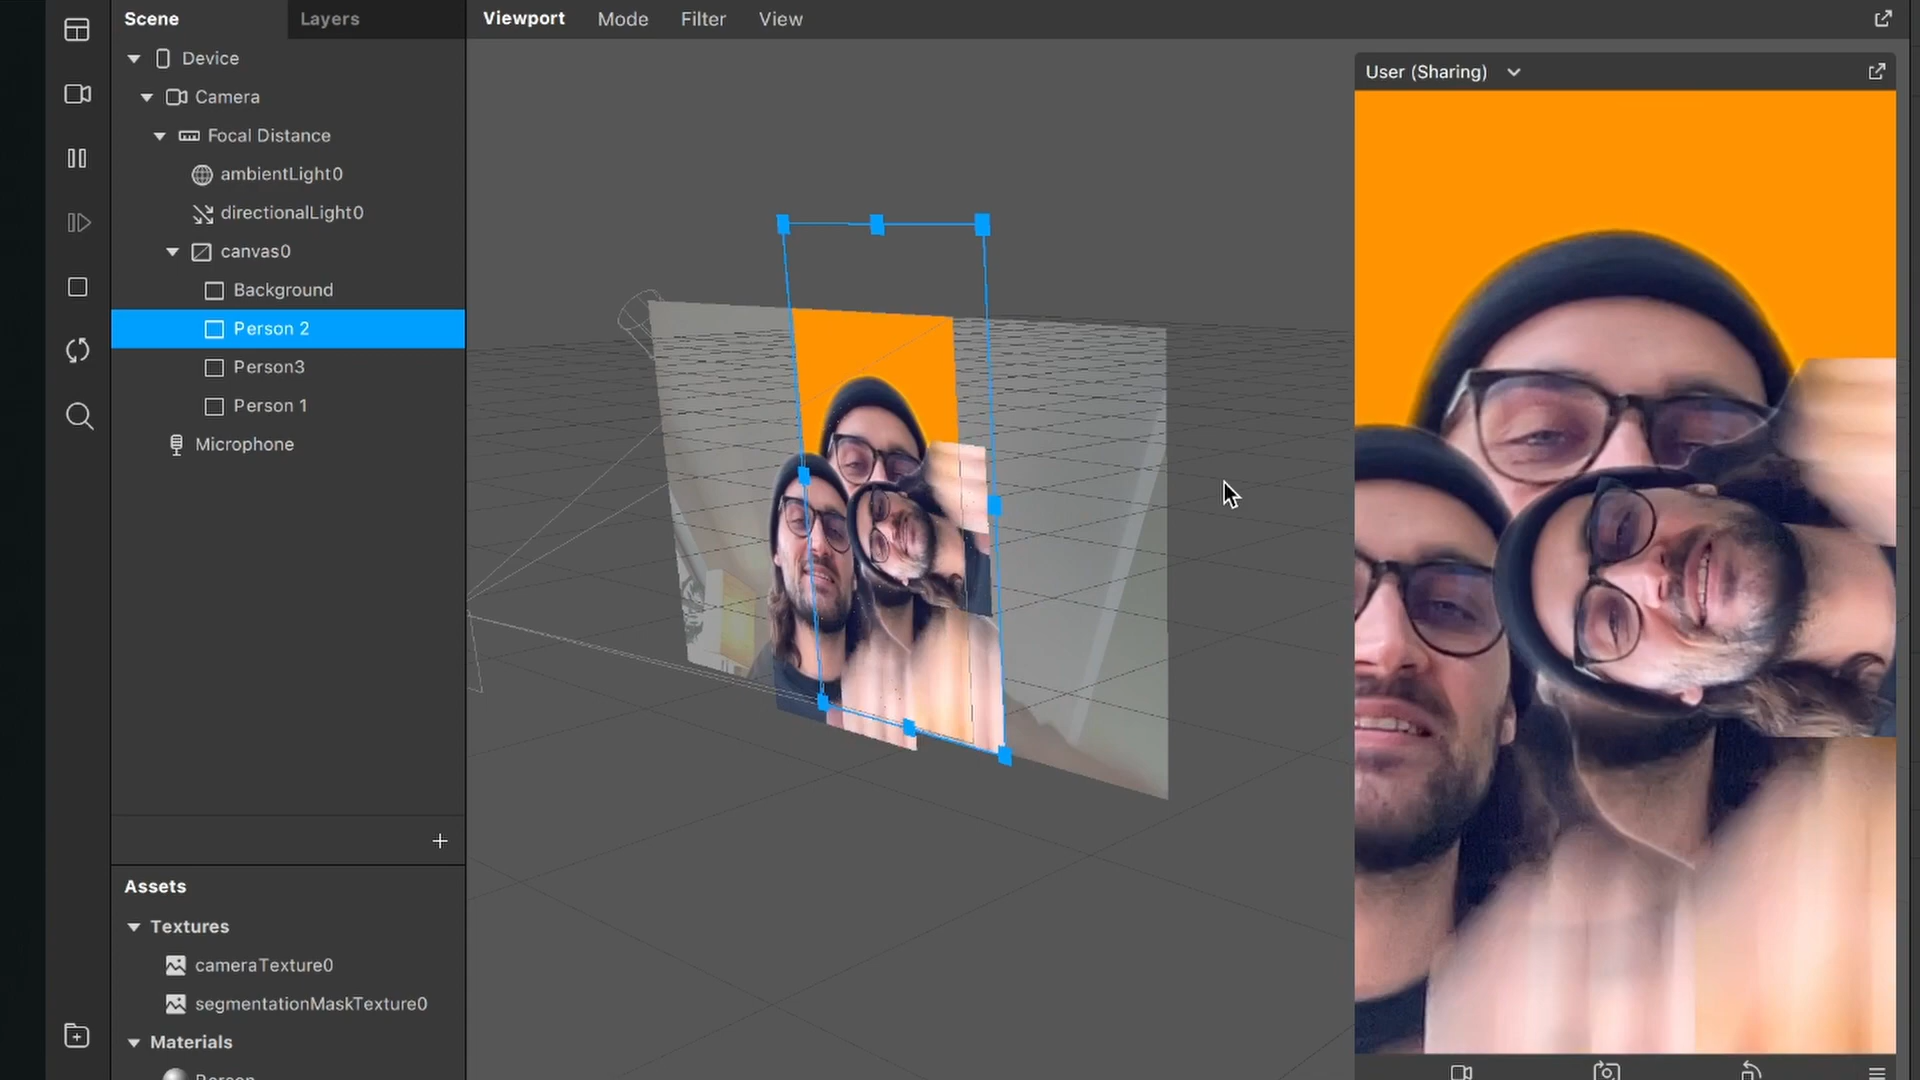 Scene
Layers
Viewport
Mode
Filter
View
Device
User (Sharing)
Camera
Focal Distance
ambientLight0
directionalLight0
canvas0
Background
Person 2
Person3
Person 1
Microphone
Assets
Textures
cameraTexture0
segmentationMaskTexture0
Materials
Person